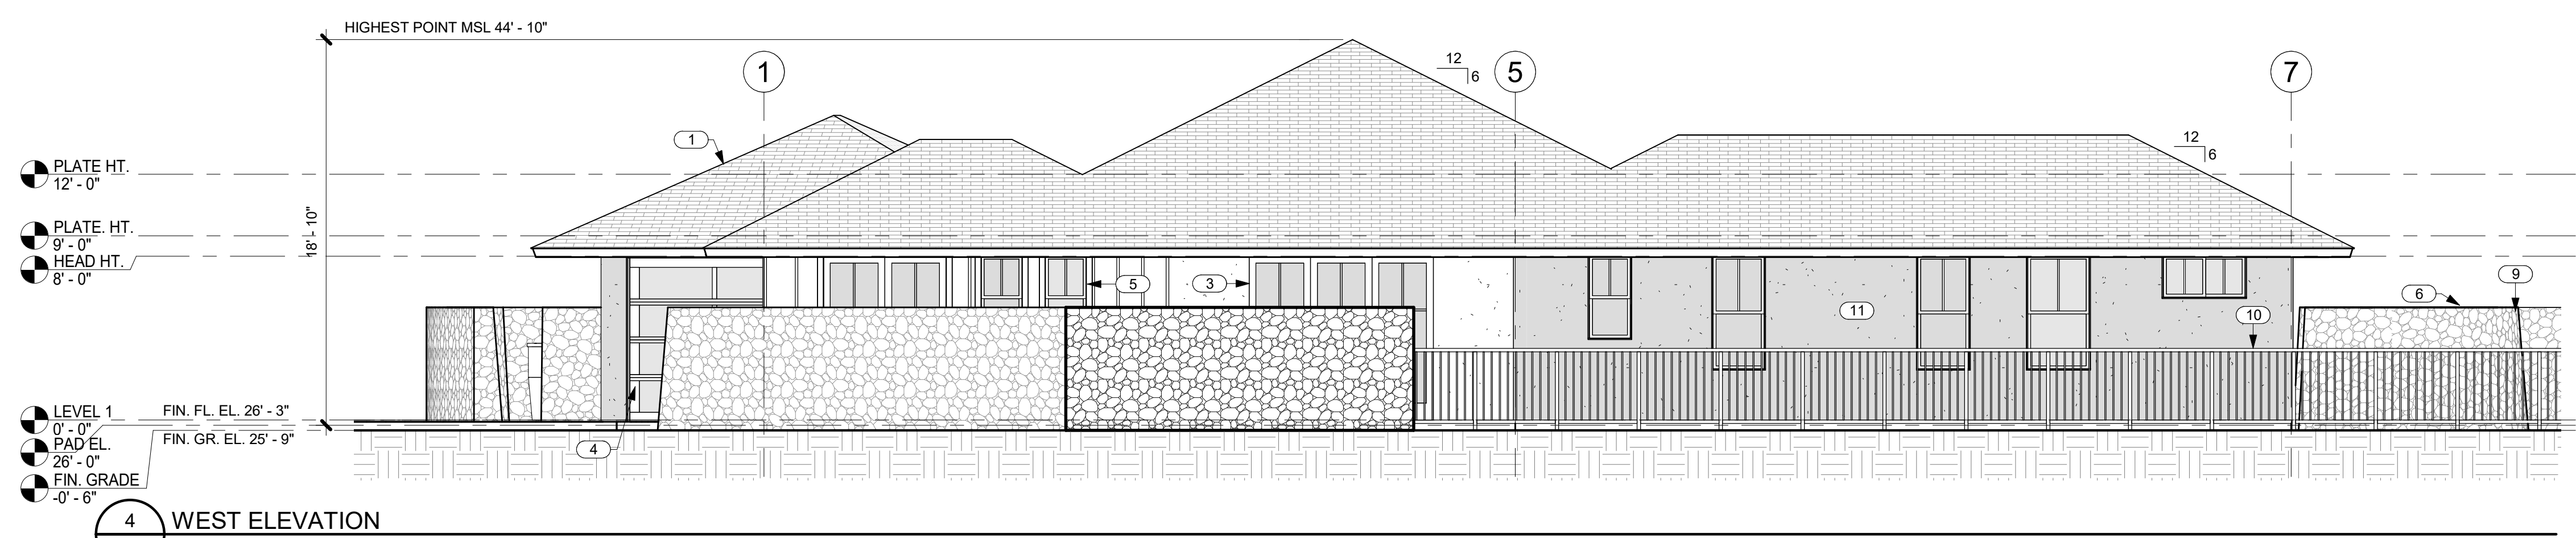 HIGHEST POINT MSL 44' - 10"
12
6
1
5
7
1
12
6
PLATE HT.
12' - 0"
PLATE. HT.
9' - 0"
HEAD HT.
8' - 0"
18' - 10"
5
3
11
6
9
10
LEVEL 1
0' - 0"
FIN. FL. EL. 26' - 3"
PAD EL.
26' - 0"
FIN. GR. EL. 25' - 9"
4
FIN. GRADE
-0' - 6"
4
WEST ELEVATION